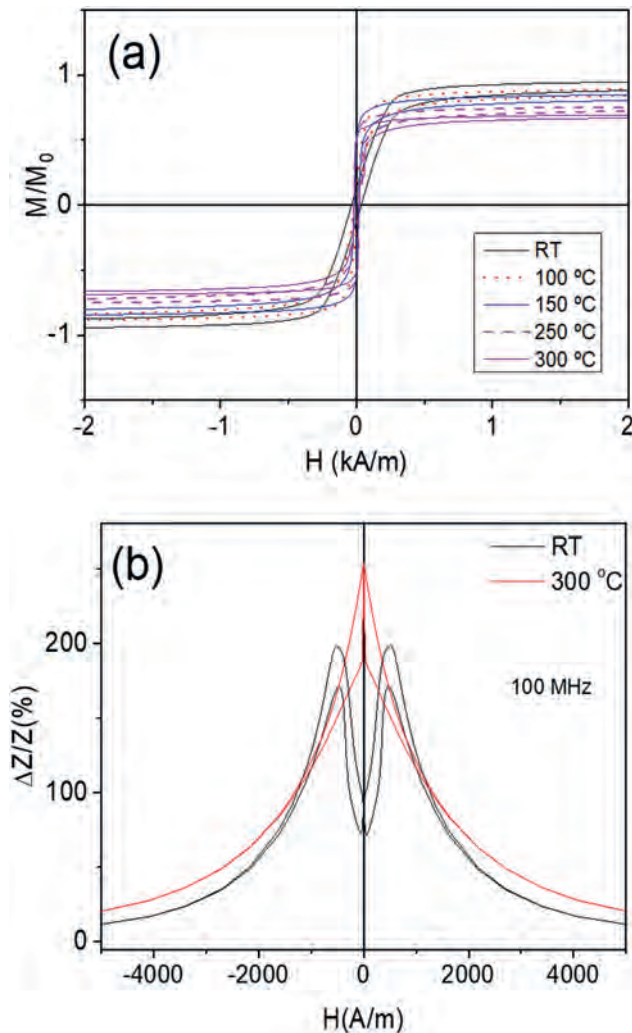 (a)
1
0
-1
M/M0
-2
-1
0
1
2
H (kA/m)
RT
100 ºC
150 ºC
250 ºC
300 ºC
(b)
RT
300 °C
100 MHz
200
100
0
ΔZ/Z(%)
-4000
-2000
0
2000
4000
H(A/m)